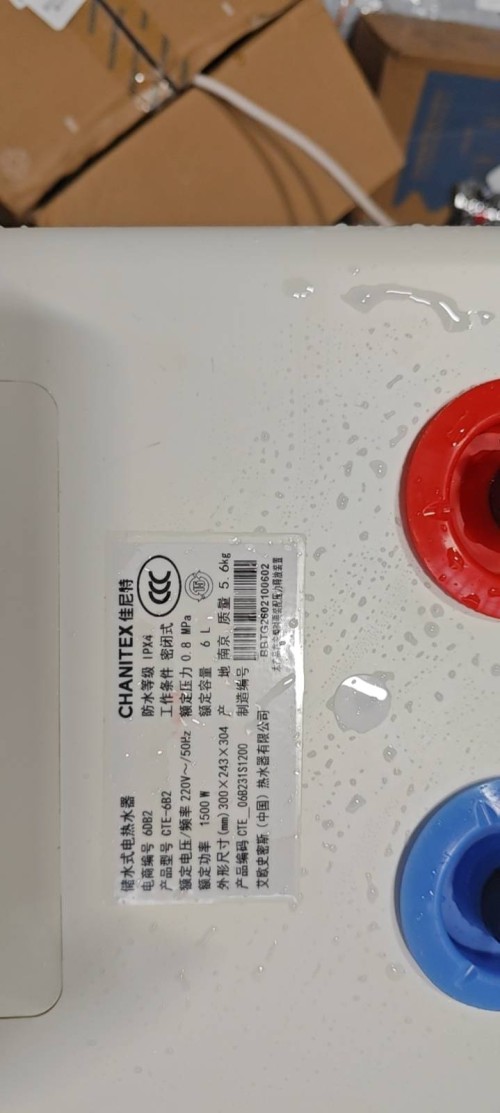 储水式电热水器 CHANITEX 佳尼特
电商编号 6DB2 防水等级 IPX4
产品型号 CTE-6B2 工作条件 密闭式
额定电压/频率 220V～/50Hz 额定压力 0.8 MPa
额定功率 1500 W 额定容量 6 L
外形尺寸(mm) 300×243×304 产 地 南京 质量 5.6kg
产品编码 CTE_06B231S1200 制造编号
BBTG2602100602
艾欧史密斯（中国）热水器有限公司